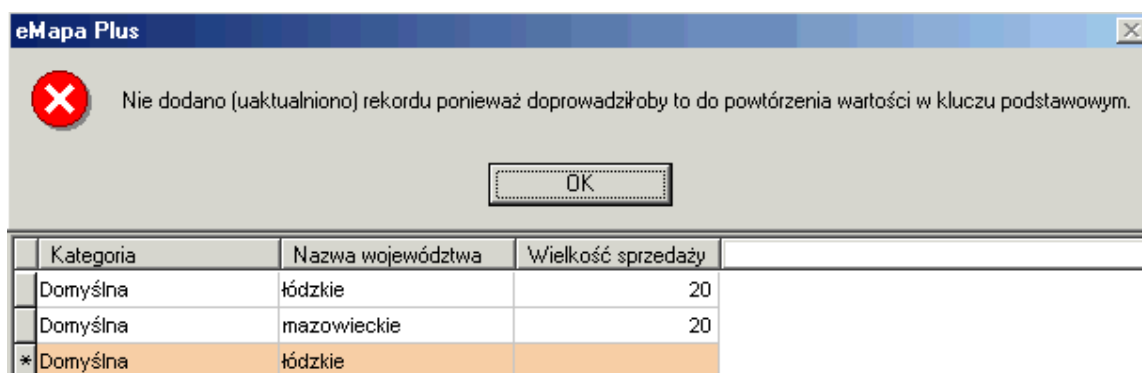 eMapa Plus
Nie dodano (uaktualniono) rekordu ponieważ doprowadziłoby to do powtórzenia wartości w kluczu podstawowym.
OK
Kategoria Nazwa województwa Wielkość sprzedaży
Domyślna łódzkie 20
Domyślna mazowieckie 20
* Domyślna łódzkie